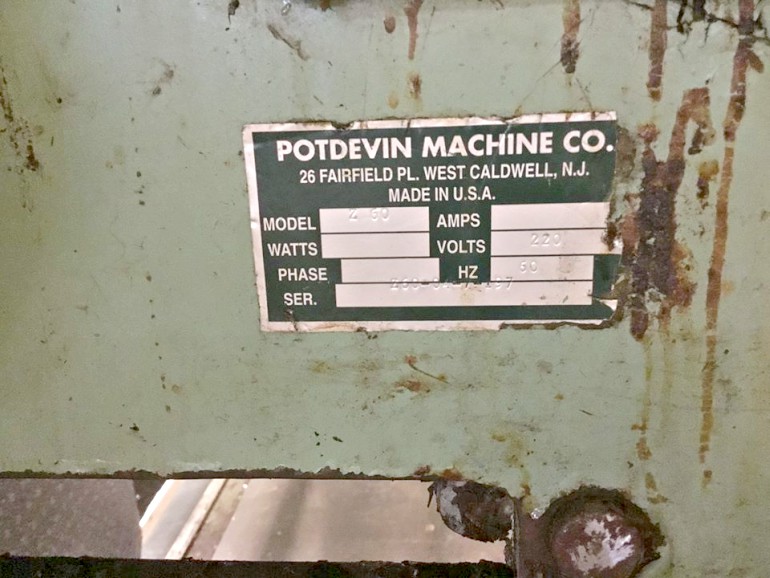 POTDEVIN MACHINE CO.
26 FAIRFIELD PL. WEST CALDWELL, N.J.
MADE IN U.S.A.
MODEL Z 60 AMPS
WATTS VOLTS 220
PHASE HZ 60
SER.